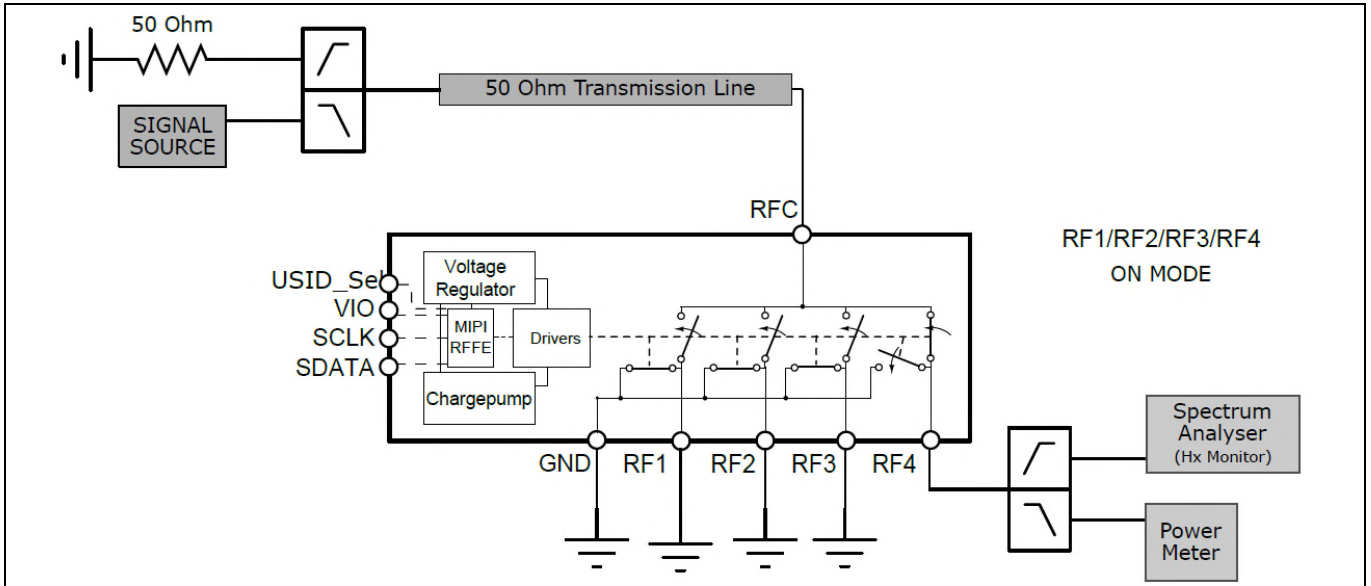 50 Ohm
50 Ohm Transmission Line
SIGNAL
SOURCE
RFC
RF1/RF2/RF3/RF4
ON MODE
USID_Sel
VIO
SCLK
SDATA
Voltage
Regulator
MIPI
RFFE
Drivers
Chargepump
GND
RF1
RF2
RF3
RF4
Spectrum
Analyser
(Hx Monitor)
Power
Meter